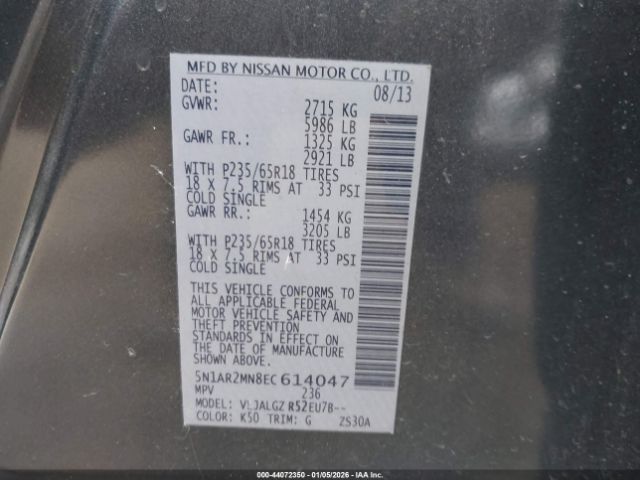 MFD BY NISSAN MOTOR CO., LTD.
DATE: 08/13
GVWR: 2715 KG
5986 LB
GAWR FR.: 1325 KG
2921 LB
WITH P235/65R18 TIRES
18 X 7.5 RIMS AT 33 PSI
COLD SINGLE
GAWR RR.: 1454 KG
3205 LB
WITH P235/65R18 TIRES
18 X 7.5 RIMS AT 33 PSI
COLD SINGLE
THIS VEHICLE CONFORMS TO
ALL APPLICABLE FEDERAL
MOTOR VEHICLE SAFETY AND
THEFT PREVENTION
STANDARDS IN EFFECT ON
THE DATE OF MANUFACTURE
SHOWN ABOVE.
5N1AR2MN8EC614047
MPV 236
MODEL: VLJALGZ R52EU7B--
COLOR: K50 TRIM: G ZS30A
000-44072350 | 01/05/2026 - IAA Inc.